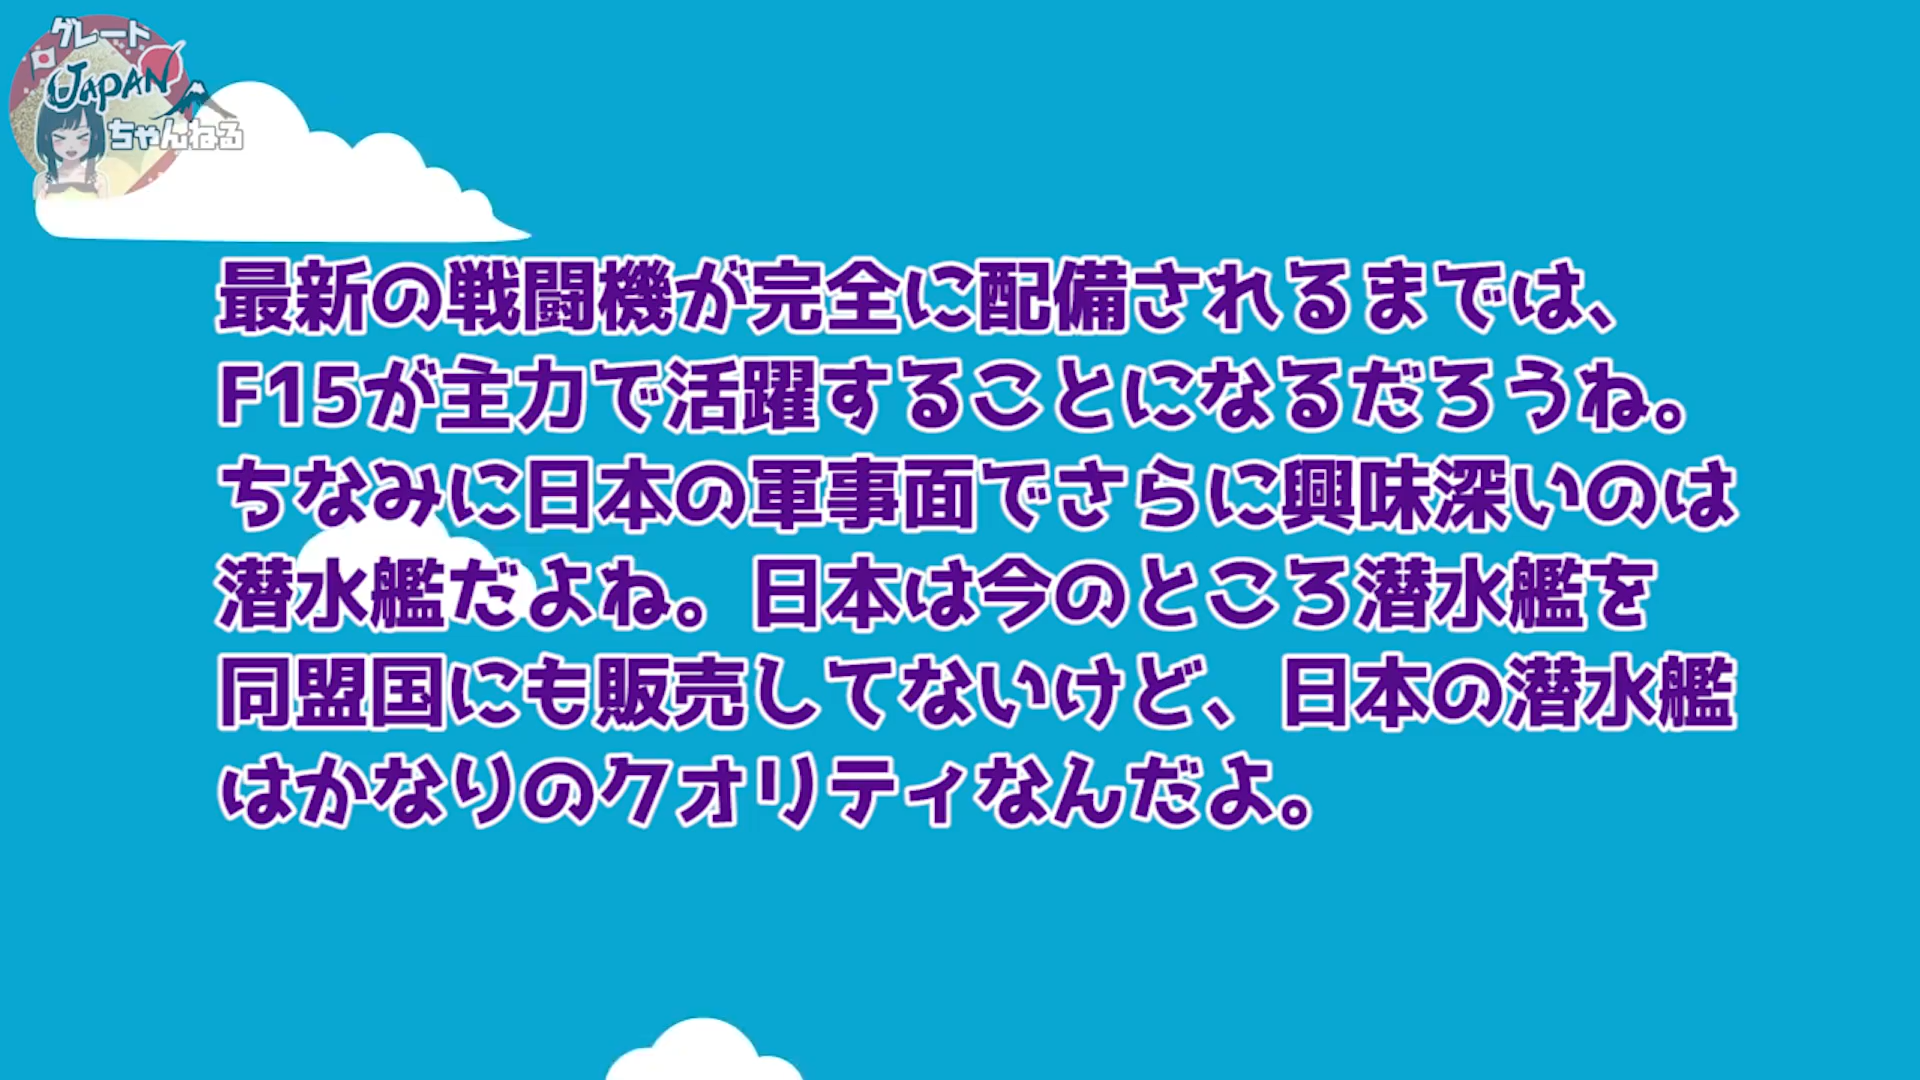 グレート
JAPAN
ちゃんねる
最新の戦闘機が完全に配備されるまでは、
F15が主力で活躍することになるだろうね。
ちなみに日本の軍事面でさらに興味深いのは
潜水艦だよね。日本は今のところ潜水艦を
同盟国にも販売してないけど、日本の潜水艦
はかなりのクオリティなんだよ。